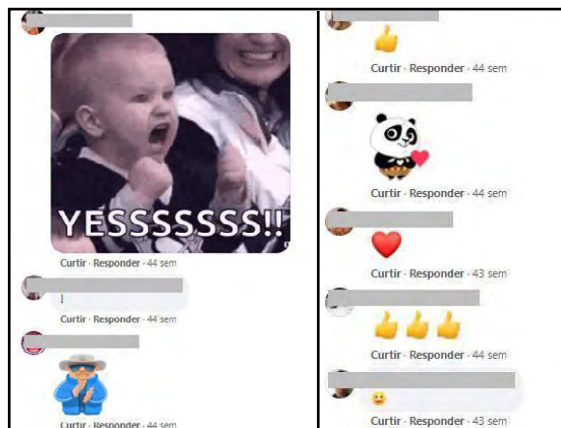 YESSSSSSS!!
Curtir · Responder · 44 sem
Curtir · Responder · 44 sem
Curtir · Responder · 44 sem
Curtir · Responder · 44 sem
Curtir · Responder · 44 sem
Curtir · Responder · 43 sem
Curtir · Responder · 44 sem
Curtir · Responder · 43 sem